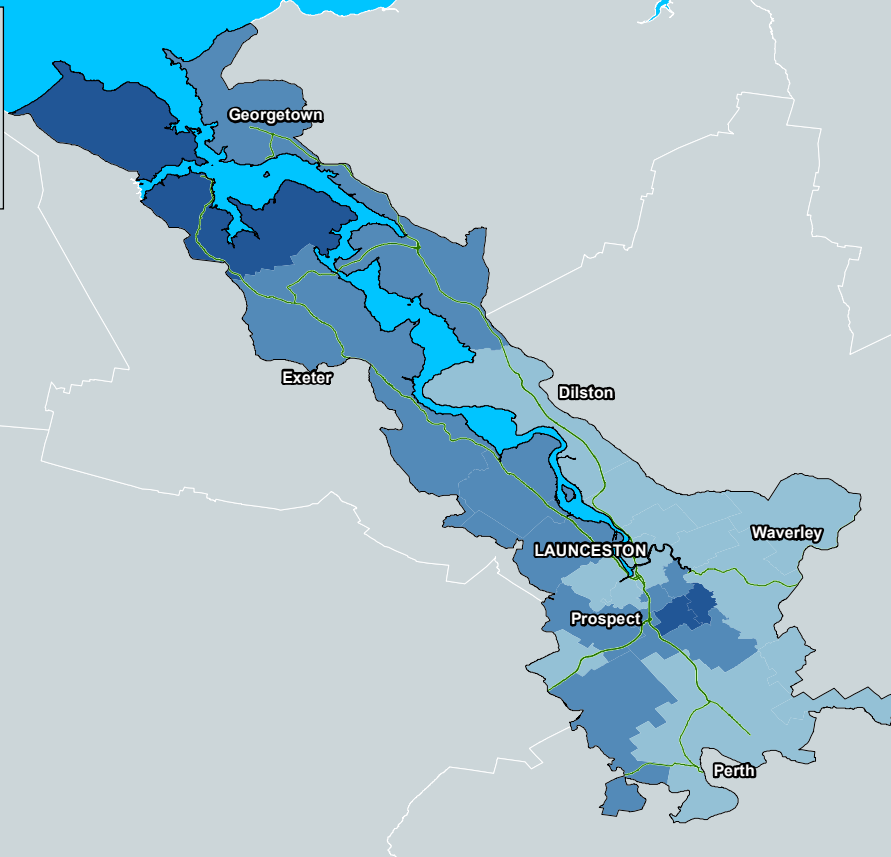 Georgetown
Exeter
Dilston
Waverley
LAUNCESTON
Prospect
Perth